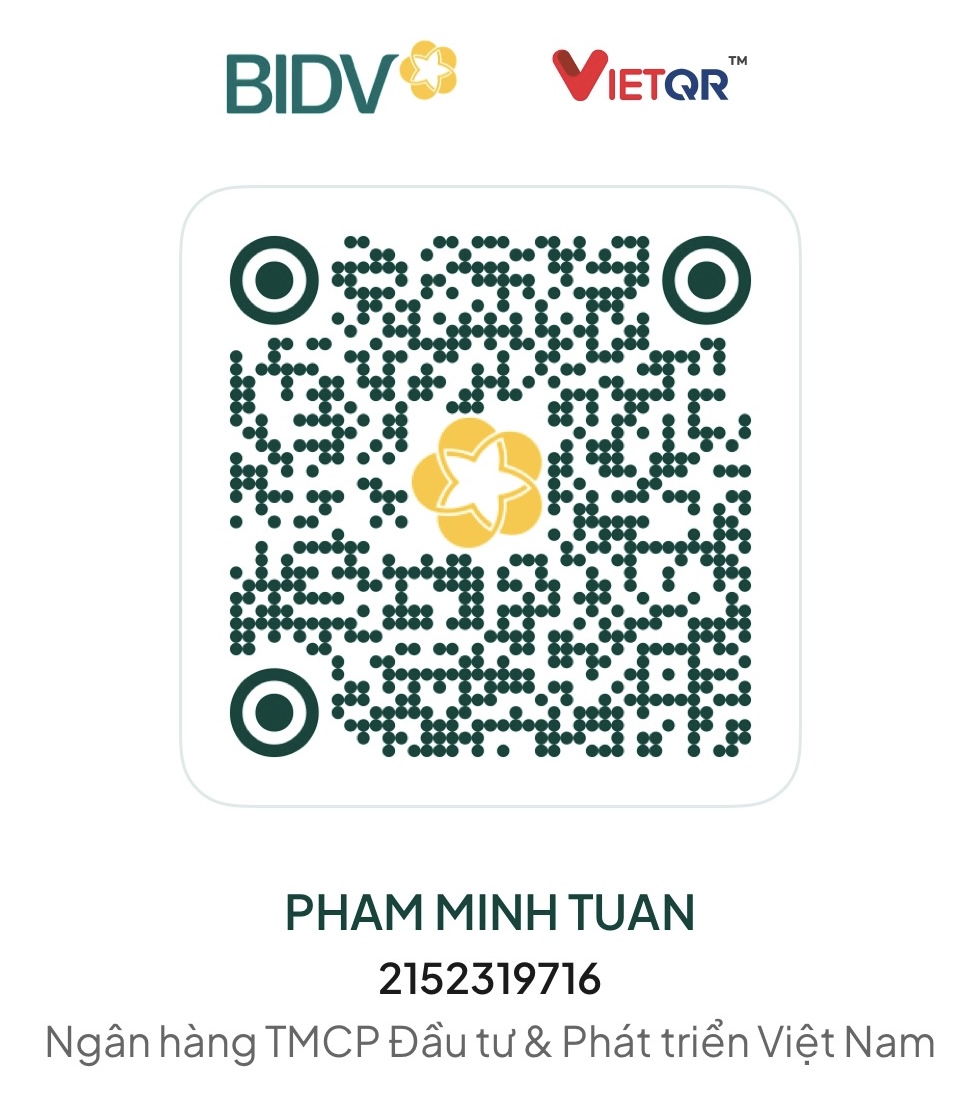 BIDV VIETQR™
PHAM MINH TUAN
2152319716
Ngân hàng TMCP Đầu tư & Phát triển Việt Nam